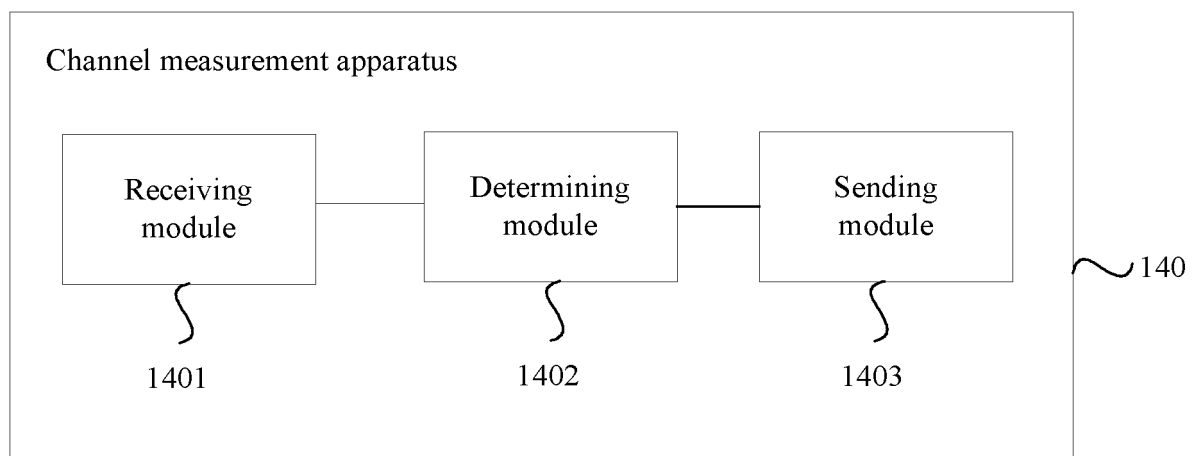 Channel measurement apparatus
Receiving
module
Determining
module
Sending
module
140
1401
1402
1403